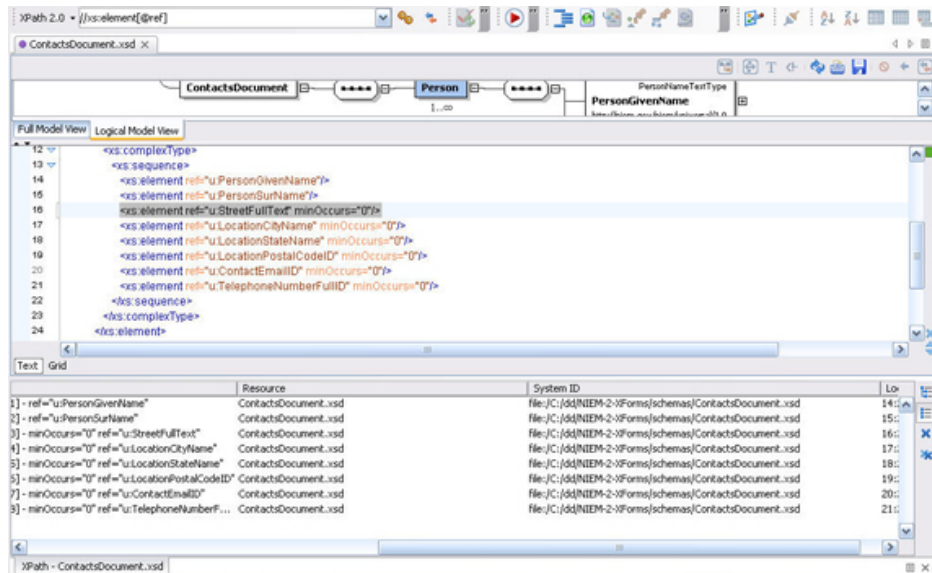 XPath 2.0 //xs:element[@ref]
ContactsDocument.xsd
ContactsDocument Person PersonNameTextType
PersonGivenName
1..∞
Full Model View Logical Model View
12 <xs:complexType>
13 <xs:sequence>
14 <xs:element ref="u:PersonGivenName"/>
15 <xs:element ref="u:PersonSurName"/>
16 <xs:element ref="u:StreetFullText" minOccurs="0"/>
17 <xs:element ref="u:LocationCityName" minOccurs="0"/>
18 <xs:element ref="u:LocationStateName" minOccurs="0"/>
19 <xs:element ref="u:LocationPostalCodeID" minOccurs="0"/>
20 <xs:element ref="u:ContactEmailID" minOccurs="0"/>
21 <xs:element ref="u:TelephoneNumberFullID" minOccurs="0"/>
22 </xs:sequence>
23 </xs:complexType>
24 </xs:element>
Text Grid
Resource System ID Lo
1] - ref="u:PersonGivenName" ContactsDocument.xsd file:/C:/dd/NIEM-2-XForms/schemas/ContactsDocument.xsd 14:
2] - ref="u:PersonSurName" ContactsDocument.xsd file:/C:/dd/NIEM-2-XForms/schemas/ContactsDocument.xsd 15:
3] - minOccurs="0" ref="u:StreetFullText" ContactsDocument.xsd file:/C:/dd/NIEM-2-XForms/schemas/ContactsDocument.xsd 16:
4] - minOccurs="0" ref="u:LocationCityName" ContactsDocument.xsd file:/C:/dd/NIEM-2-XForms/schemas/ContactsDocument.xsd 17:
5] - minOccurs="0" ref="u:LocationStateName" ContactsDocument.xsd file:/C:/dd/NIEM-2-XForms/schemas/ContactsDocument.xsd 18:
] - minOccurs="0" ref="u:LocationPostalCodeID" ContactsDocument.xsd file:/C:/dd/NIEM-2-XForms/schemas/ContactsDocument.xsd 19:
7] - minOccurs="0" ref="u:ContactEmailID" ContactsDocument.xsd file:/C:/dd/NIEM-2-XForms/schemas/ContactsDocument.xsd 20:
] - minOccurs="0" ref="u:TelephoneNumberF... ContactsDocument.xsd file:/C:/dd/NIEM-2-XForms/schemas/ContactsDocument.xsd 21:
XPath - ContactsDocument.xsd